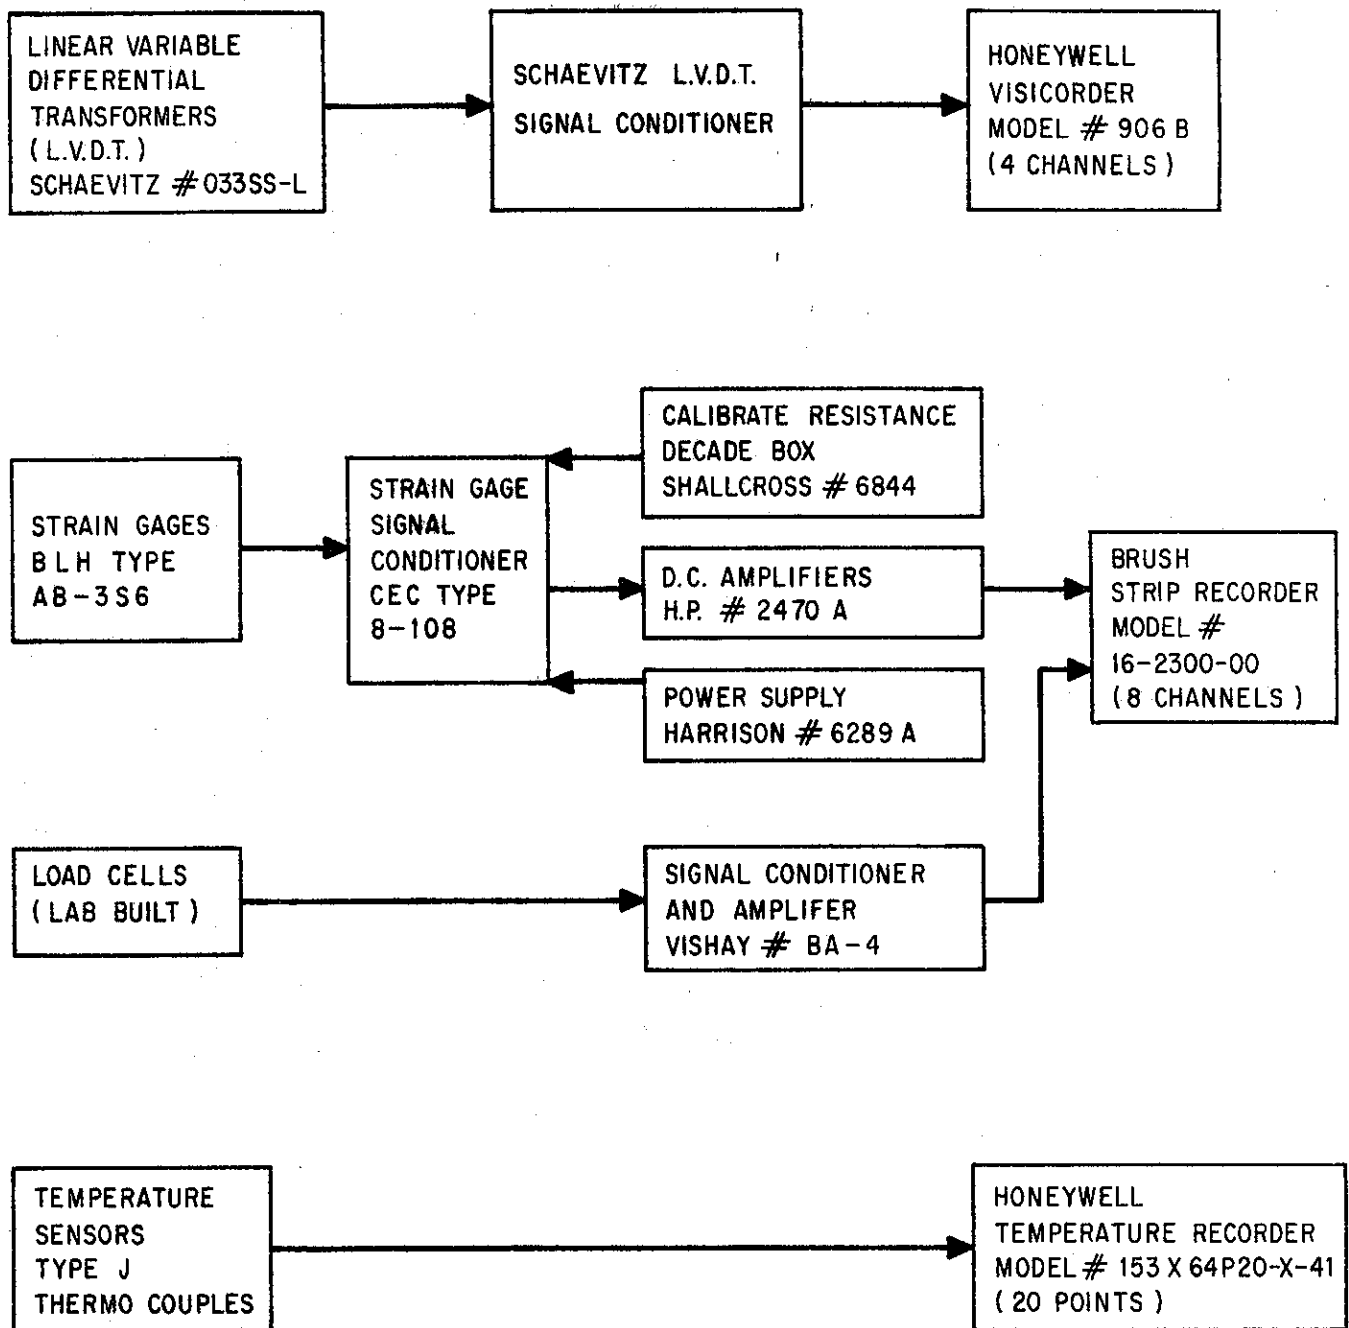 LINEAR VARIABLE
DIFFERENTIAL
TRANSFORMERS
(L.V.D.T.)
SCHAEVITZ #033SS-L
SCHAEVITZ L.V.D.T.
SIGNAL CONDITIONER
HONEYWELL
VISICORDER
MODEL # 906 B
(4 CHANNELS)
STRAIN GAGES
BLH TYPE
AB-3S6
STRAIN GAGE
SIGNAL
CONDITIONER
CEC TYPE
8-108
CALIBRATE RESISTANCE
DECADE BOX
SHALLCROSS # 6844
D.C. AMPLIFIERS
H.P. # 2470 A
POWER SUPPLY
HARRISON # 6289 A
BRUSH
STRIP RECORDER
MODEL #
16-2300-00
(8 CHANNELS)
LOAD CELLS
(LAB BUILT)
SIGNAL CONDITIONER
AND AMPLIFER
VISHAY # BA-4
TEMPERATURE
SENSORS
TYPE J
THERMO COUPLES
HONEYWELL
TEMPERATURE RECORDER
MODEL # 153 X 64P20-X-41
(20 POINTS)